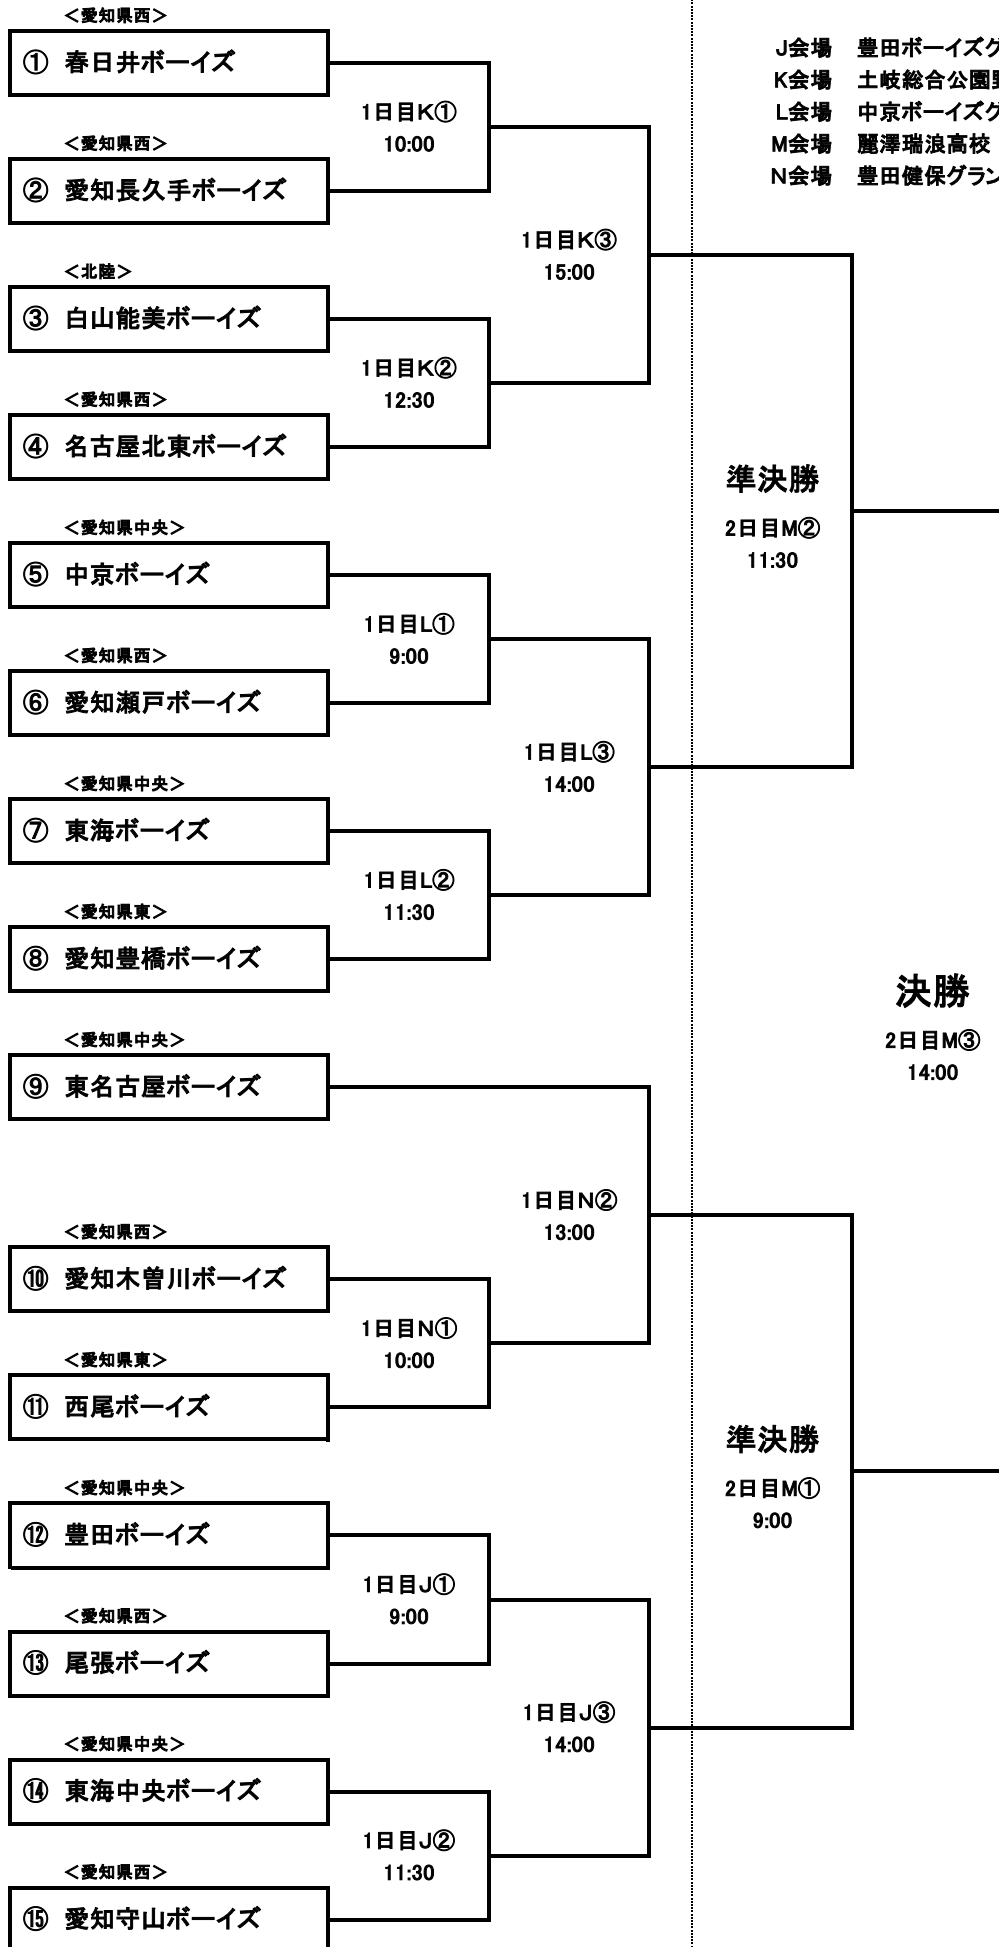 ＜愛知県西＞
① 春日井ボーイズ
1日目K①
10:00
＜愛知県西＞
② 愛知長久手ボーイズ
1日目K③
15:00
＜北陸＞
③ 白山能美ボーイズ
1日目K②
12:30
＜愛知県西＞
④ 名古屋北東ボーイズ
J会場 豊田ボーイズグ
K会場 土岐総合公園野
L会場 中京ボーイズグ
M会場 麗澤瑞浪高校
N会場 豊田健保グラン
準決勝
2日目M②
11:30
＜愛知県中央＞
⑤ 中京ボーイズ
1日目L①
9:00
＜愛知県西＞
⑥ 愛知瀬戸ボーイズ
1日目L③
14:00
＜愛知県中央＞
⑦ 東海ボーイズ
1日目L②
11:30
＜愛知県東＞
⑧ 愛知豊橋ボーイズ
決勝
2日目M③
14:00
＜愛知県中央＞
⑨ 東名古屋ボーイズ
1日目N②
13:00
＜愛知県西＞
⑩ 愛知木曽川ボーイズ
1日目N①
10:00
＜愛知県東＞
⑪ 西尾ボーイズ
準決勝
2日目M①
9:00
＜愛知県中央＞
⑫ 豊田ボーイズ
1日目J①
9:00
＜愛知県西＞
⑬ 尾張ボーイズ
1日目J③
14:00
＜愛知県中央＞
⑭ 東海中央ボーイズ
1日目J②
11:30
＜愛知県西＞
⑮ 愛知守山ボーイズ